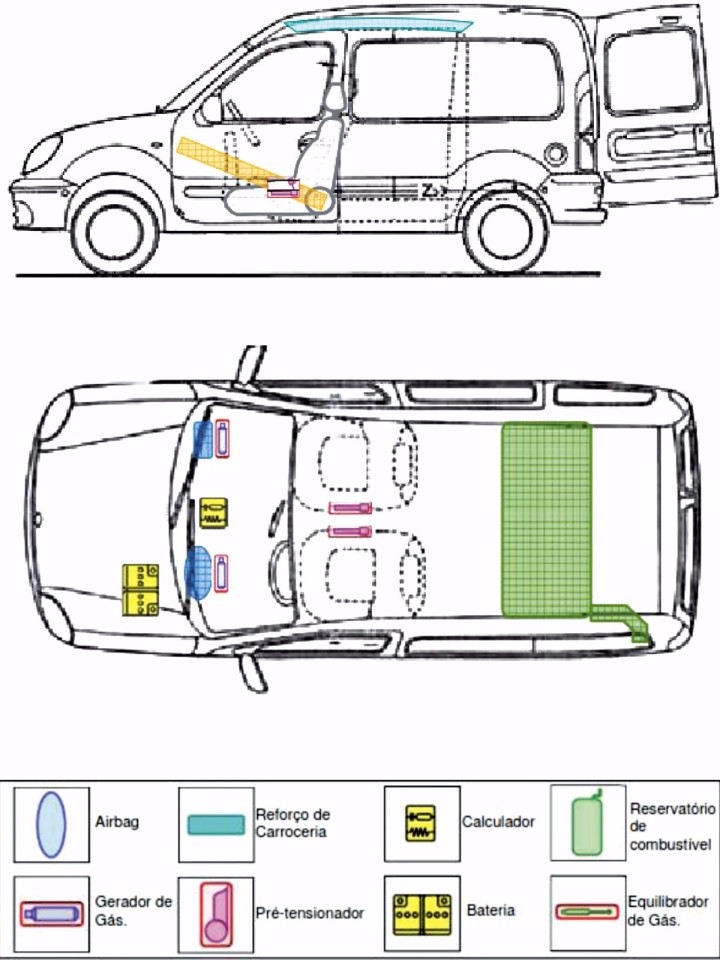 Z>
Airbag
Reforço de
Carroceria
Calculador
Reservatório
de
combustível
Gerador de
Gás.
Pré-tensionador
Bateria
Equilibrador
de Gás.